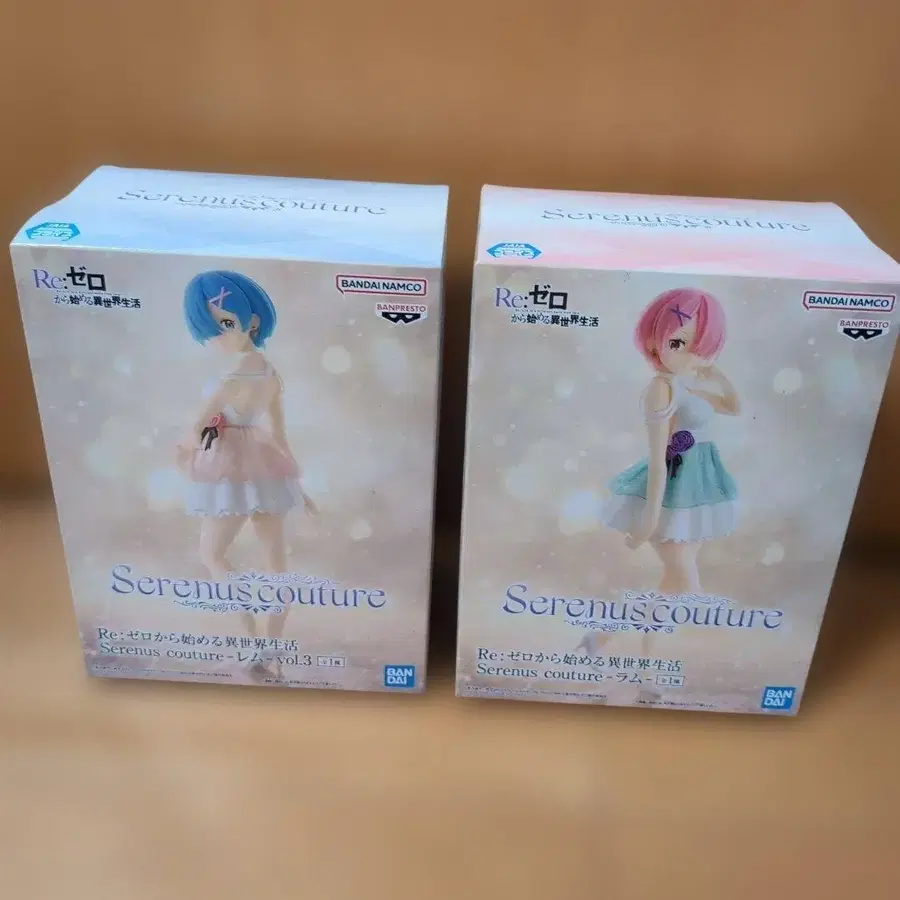 Serenus couture
Re:ゼロ
から始める異世界生活
BANDAI NAMCO
BANPRESTO
Serenus couture
Re:ゼロから始める異世界生活
Serenus couture-レム-vol.3 全1種
BAN
DAI
Serenus couture
Re:ゼロ
から始める異世界生活
BANDAI NAMCO
BANPRESTO
Serenus couture
Re:ゼロから始める異世界生活
Serenus couture-ラム- 全1種
BAN
DAI